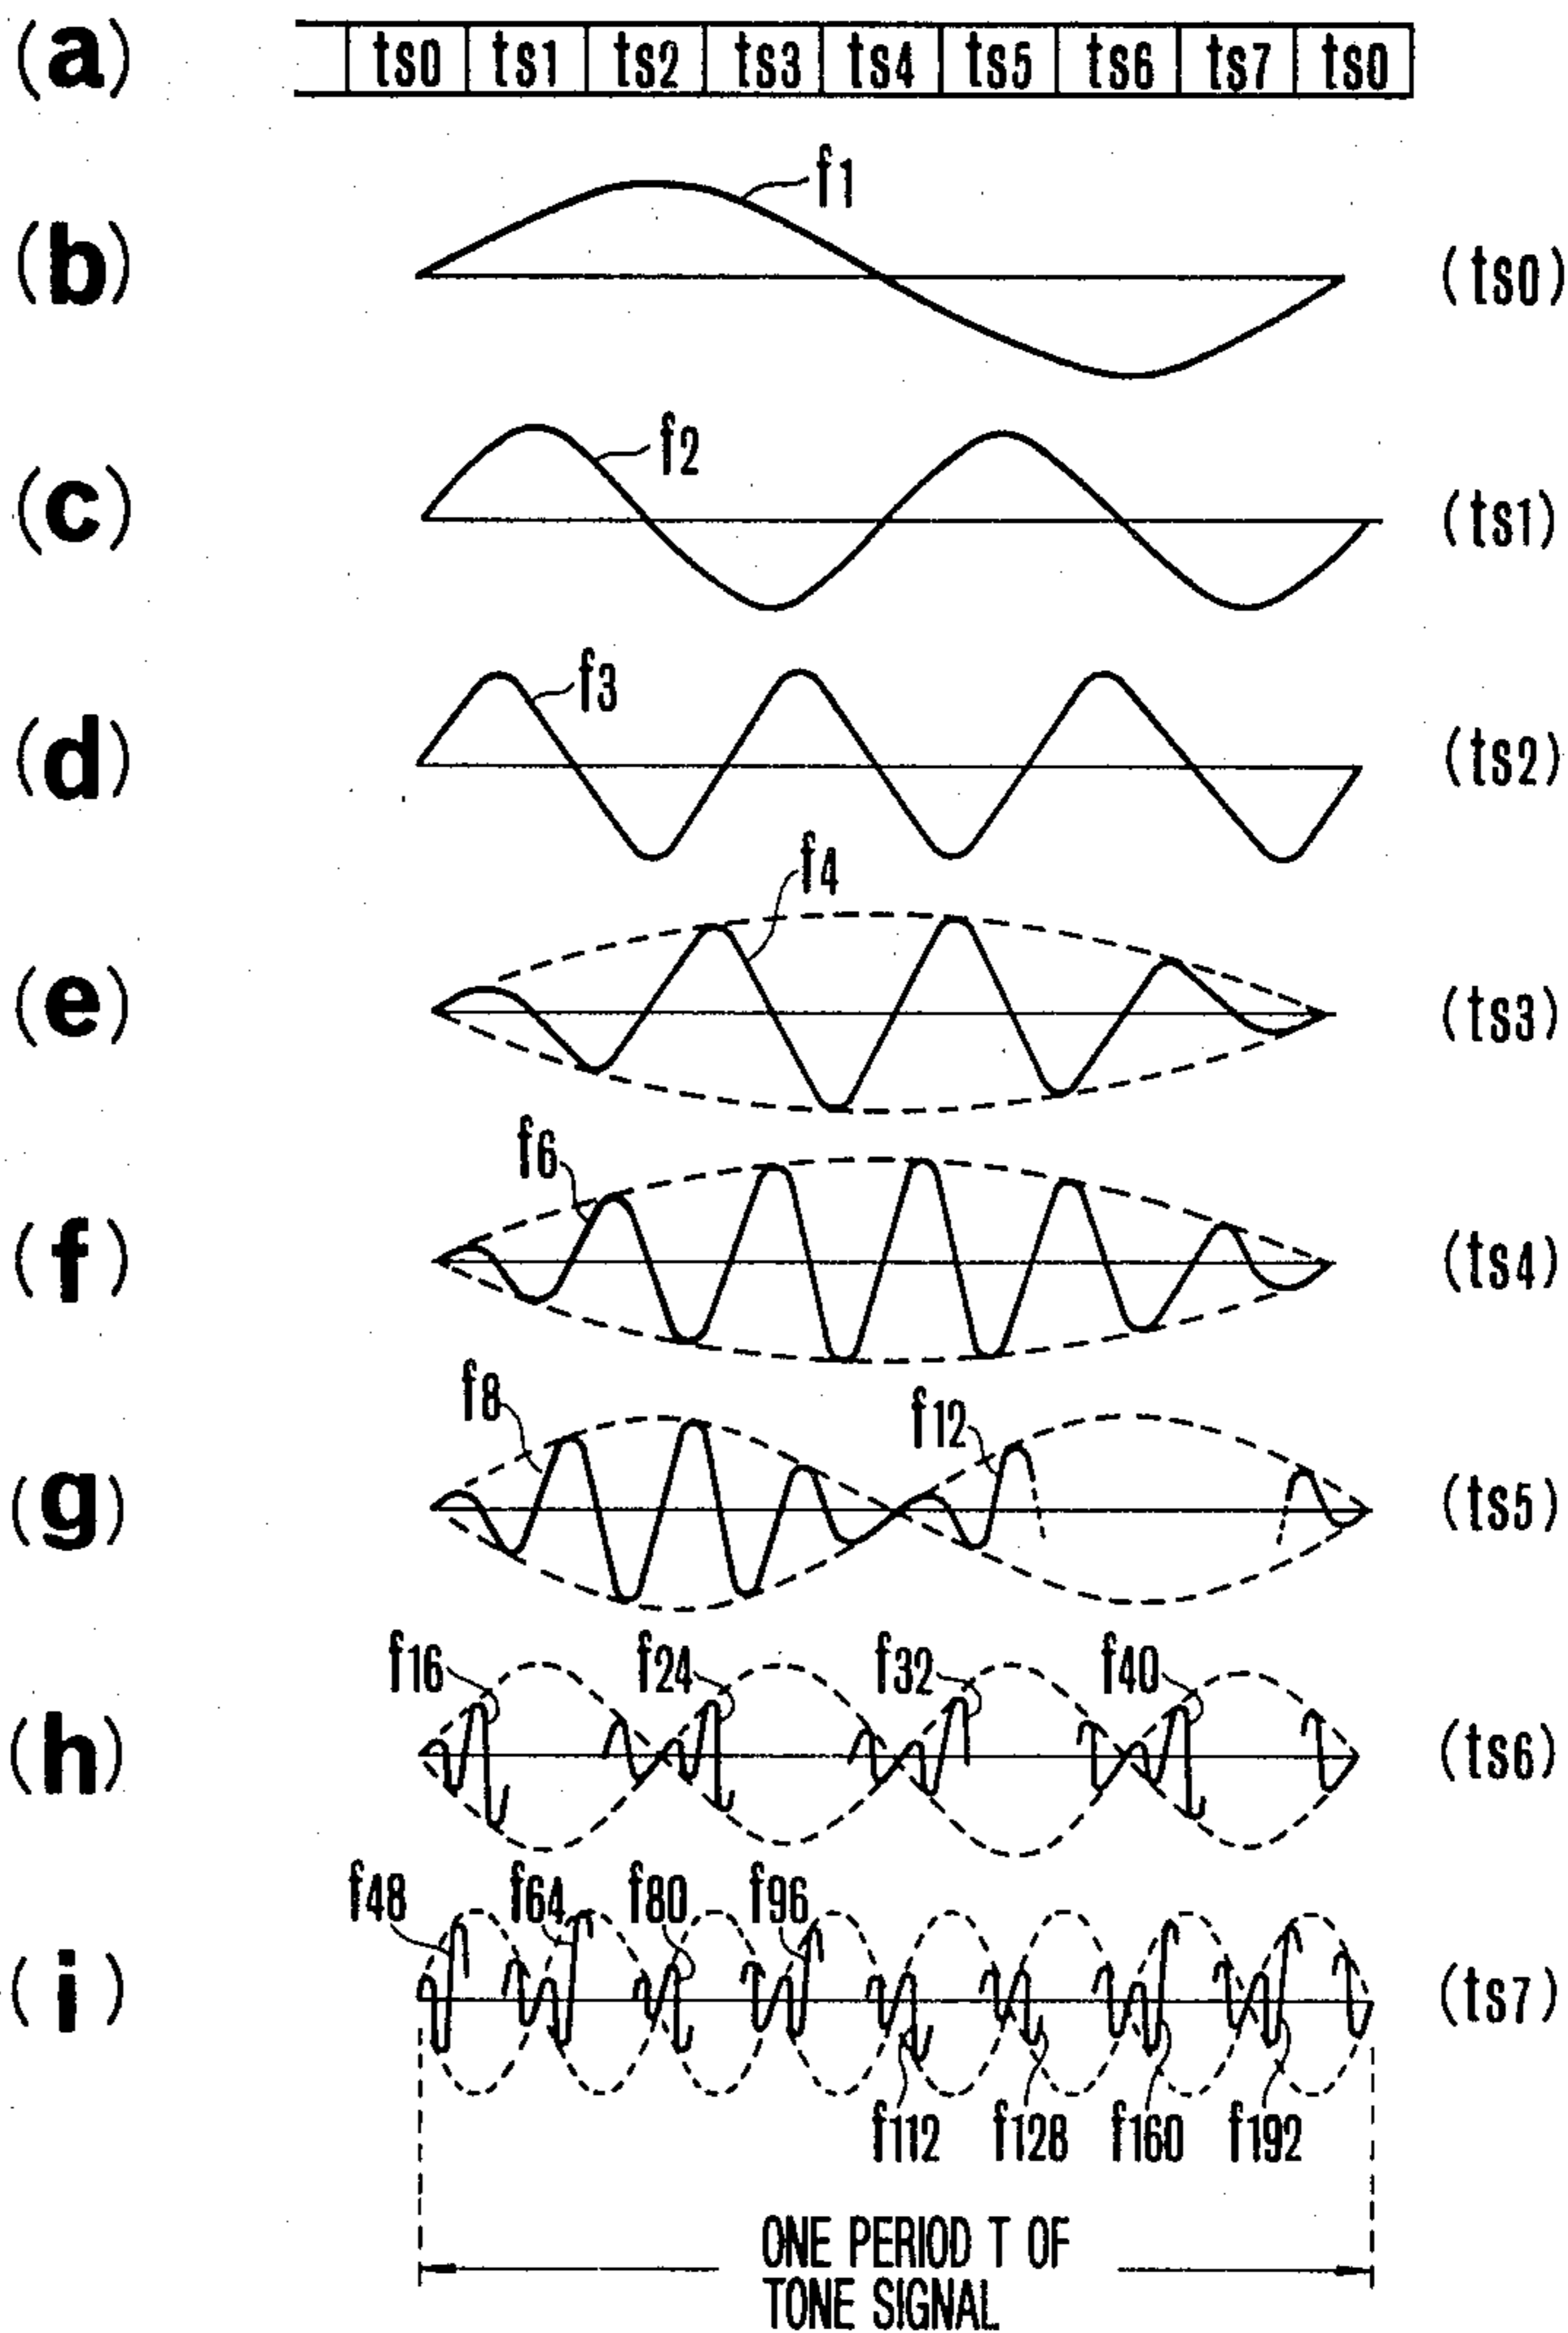 (a) ts0 ts1 ts2 ts3 ts4 ts5 ts6 ts7 ts0
f1
(b) (ts0)
f2
(c) (ts1)
f3
(d) (ts2)
f4
(e) (ts3)
f6
(f) (ts4)
f8 f12
(g) (ts5)
f16 f24 f32 f40
(h) (ts6)
f48 f64 f80 f96
(i) (ts7)
f112 f128 f160 f192
ONE PERIOD T OF
TONE SIGNAL